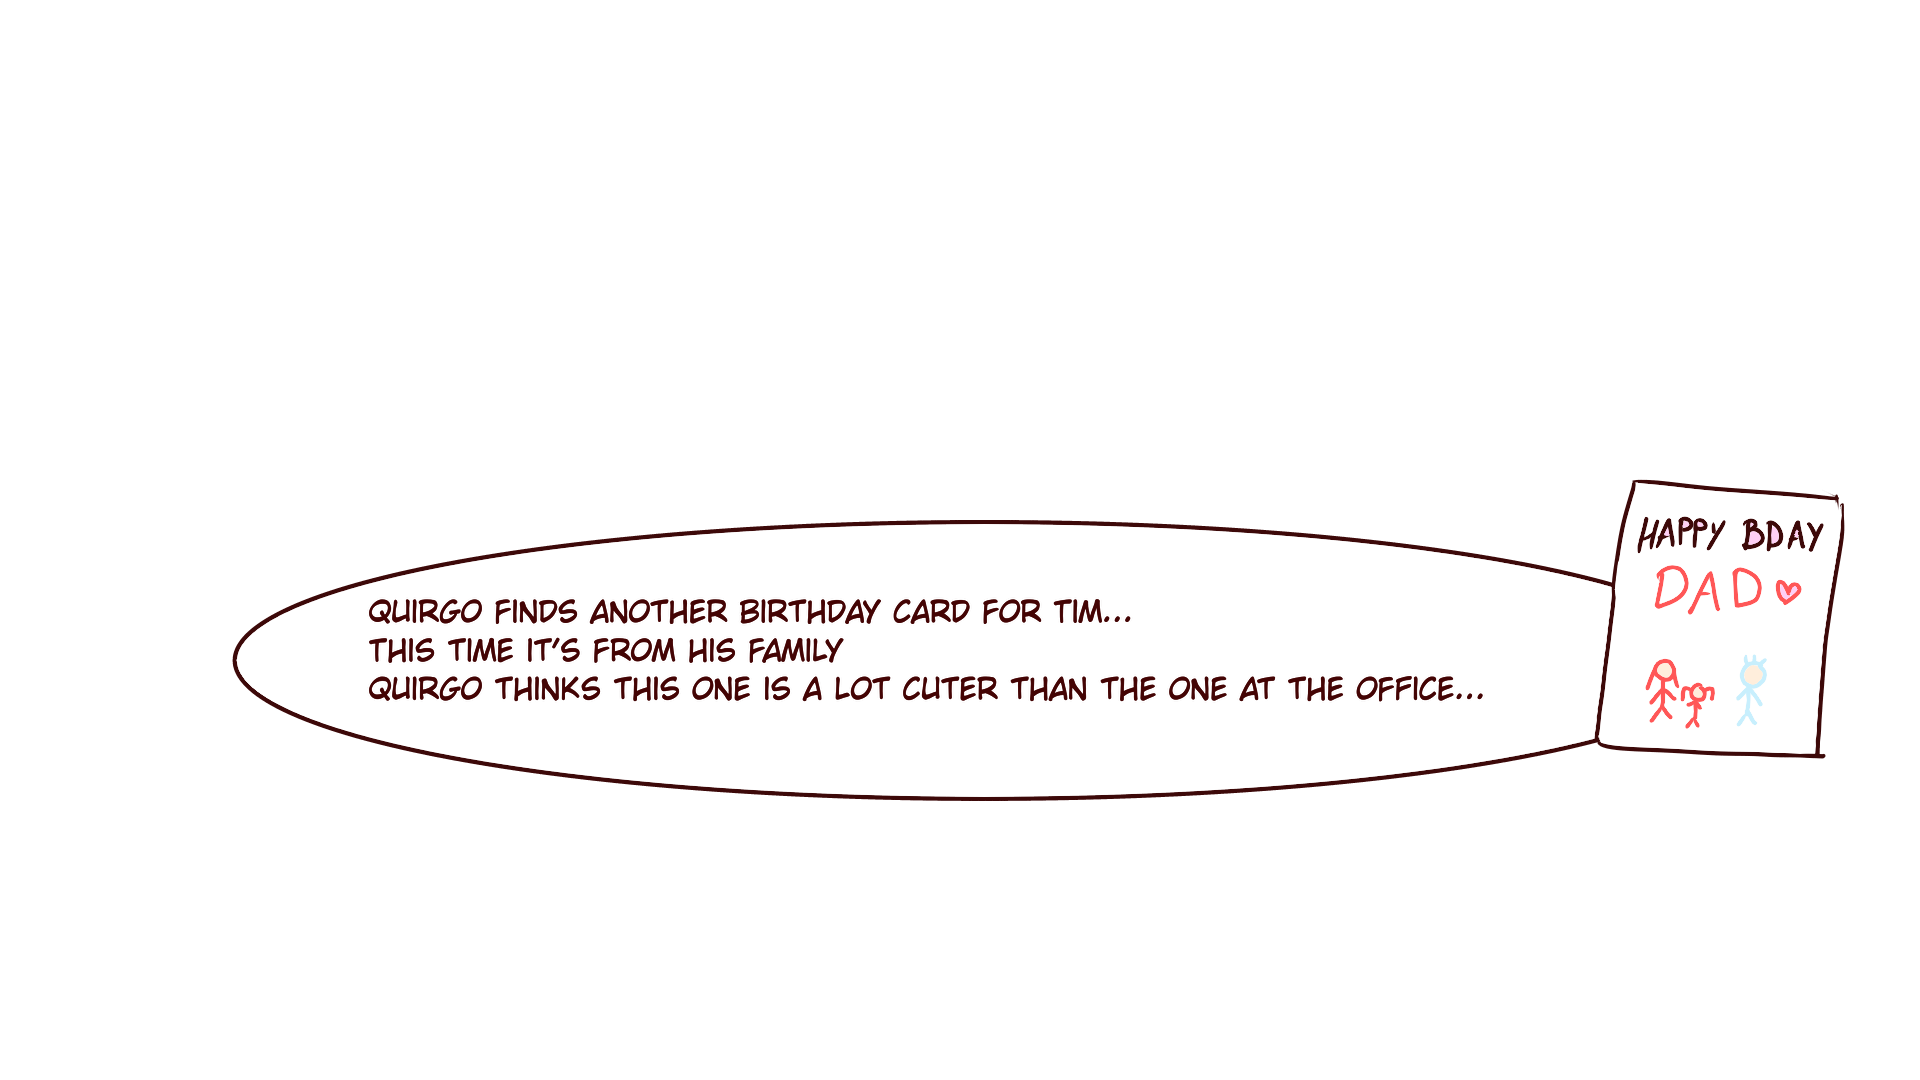 QUIRGO FINDS ANOTHER BIRTHDAY CARD FOR TIM...
THIS TIME IT'S FROM HIS FAMILY
QUIRGO THINKS THIS ONE IS A LOT CUTER THAN THE ONE AT THE OFFICE...
HAPPY BDAY
DAD